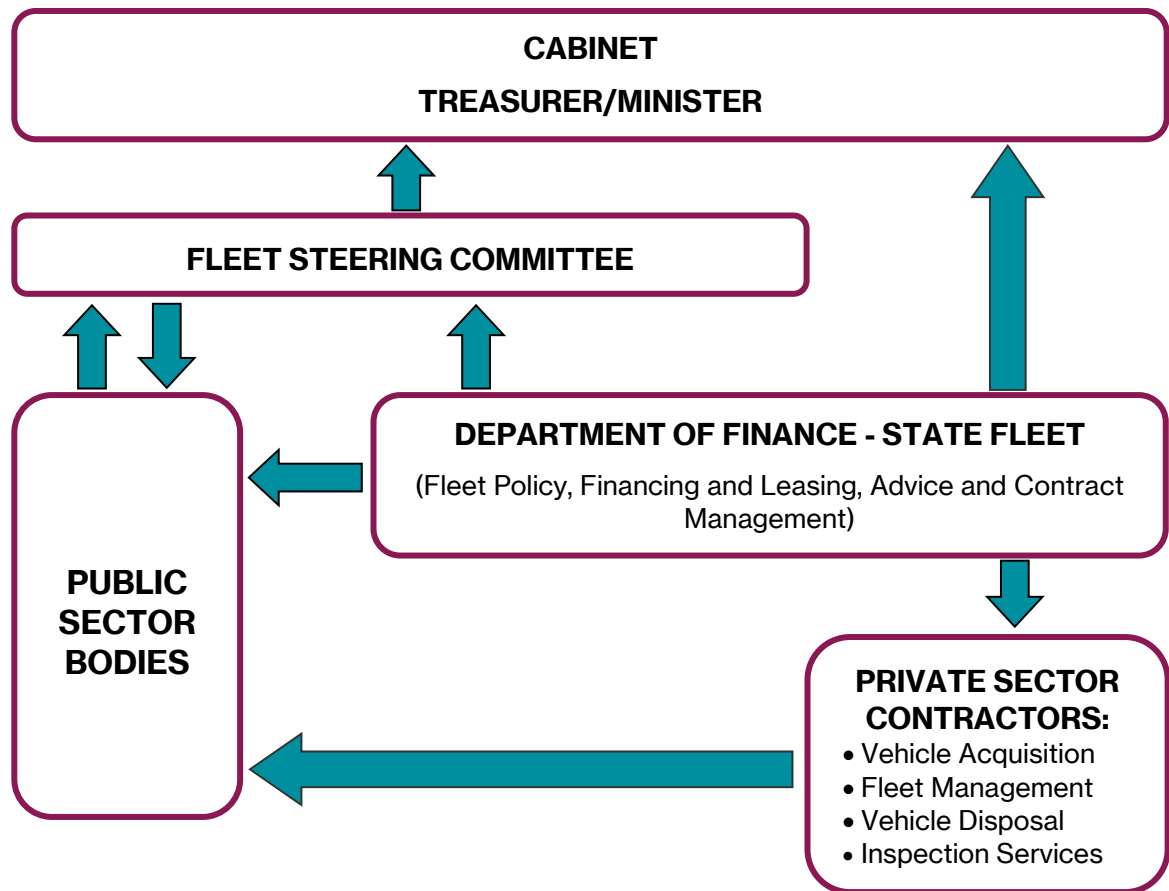 CABINET
TREASURER/MINISTER
FLEET STEERING COMMITTEE
DEPARTMENT OF FINANCE - STATE FLEET
(Fleet Policy, Financing and Leasing, Advice and Contract
Management)
PUBLIC
SECTOR
BODIES
PRIVATE SECTOR
CONTRACTORS:
• Vehicle Acquisition
• Fleet Management
• Vehicle Disposal
• Inspection Services